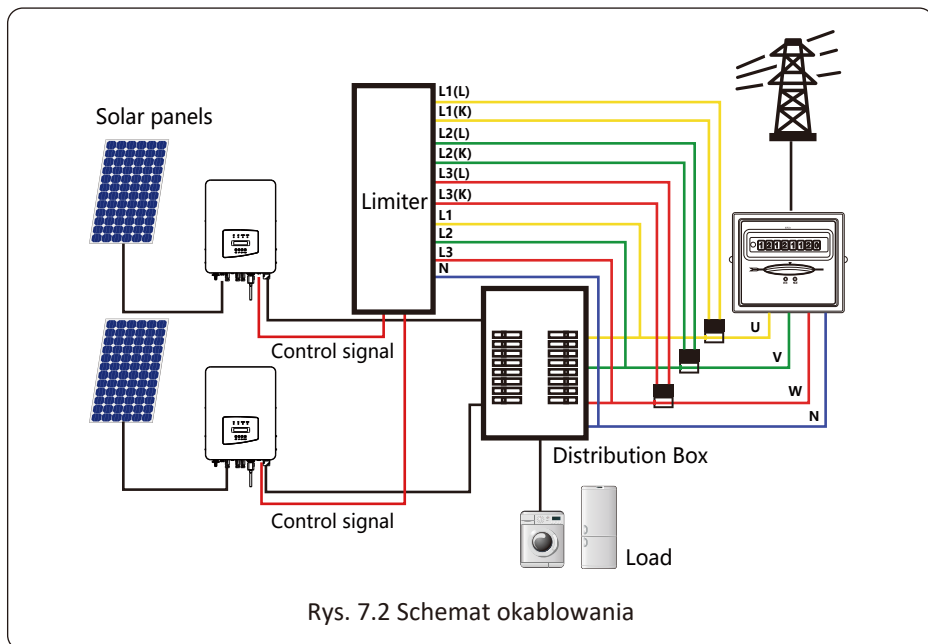 Solar panels
Limiter
L1(L)
L1(K)
L2(L)
L2(K)
L3(L)
L3(K)
L1
L2
L3
N
12121120
U
V
W
N
Control signal
Control signal
Distribution Box
Load
Rys. 7.2 Schemat okablowania